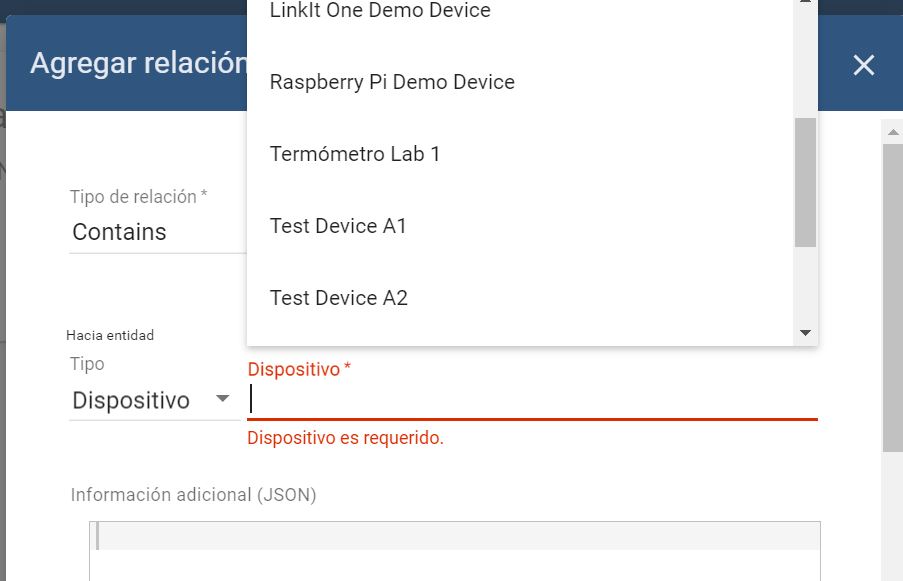 LinkIt One Demo Device
Agregar relación
Raspberry Pi Demo Device
Termómetro Lab 1
Tipo de relación *
Contains
Test Device A1
Test Device A2
Hacia entidad
Tipo
Dispositivo
Dispositivo *
Dispositivo es requerido.
Información adicional (JSON)